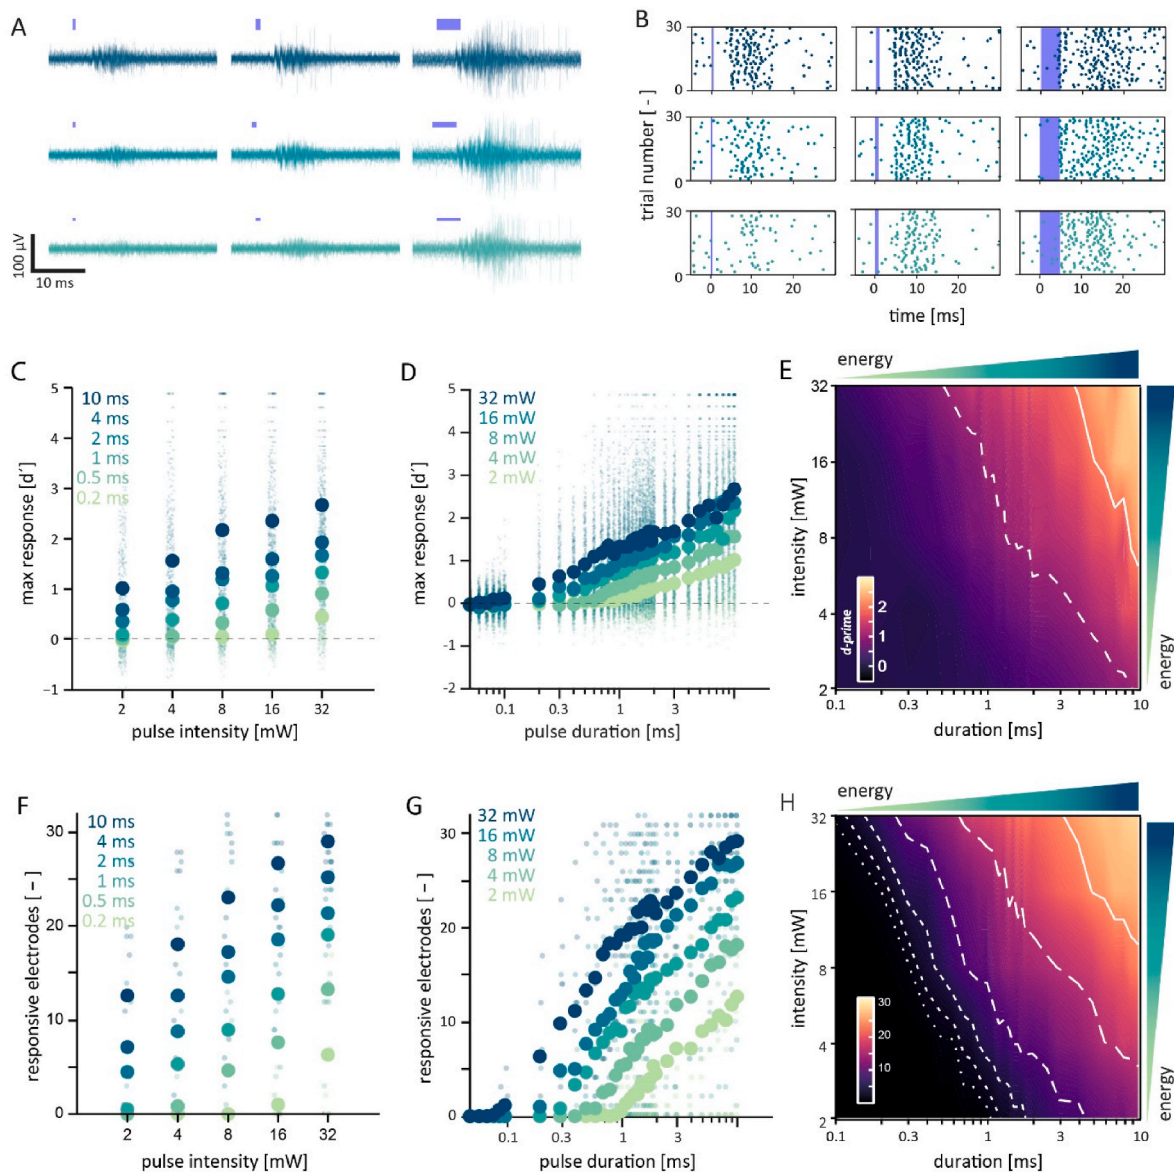 A
100 µV
10 ms
B
trial number [ - ]
30
0
30
0
30
0
0 10 20
0 10 20
0 10 20
time [ms]
C
max response [d´]
5
4
3
2
1
0
−1
10 ms
4 ms
2 ms
1 ms
0.5 ms
0.2 ms
2 4 8 16 32
pulse intensity [mW]
D
max response [d´]
5
4
3
2
1
0
-1
-2
32 mW
16 mW
8 mW
4 mW
2 mW
0.1 0.3 1 3
pulse duration [ms]
E
energy
intensity [mW]
32
16
8
4
2
d-prime
2
1
0
0.1 0.3 1 3 10
duration [ms]
energy
F
responsive electrodes [ – ]
30
20
10
0
10 ms
4 ms
2 ms
1 ms
0.5 ms
0.2 ms
2 4 8 16 32
pulse intensity [mW]
G
responsive electrodes [ – ]
30
20
10
0
32 mW
16 mW
8 mW
4 mW
2 mW
0.1 0.3 1 3
pulse duration [ms]
H
energy
intensity [mW]
32
16
8
4
2
30
20
10
0.1 0.3 1 3 10
duration [ms]
energy